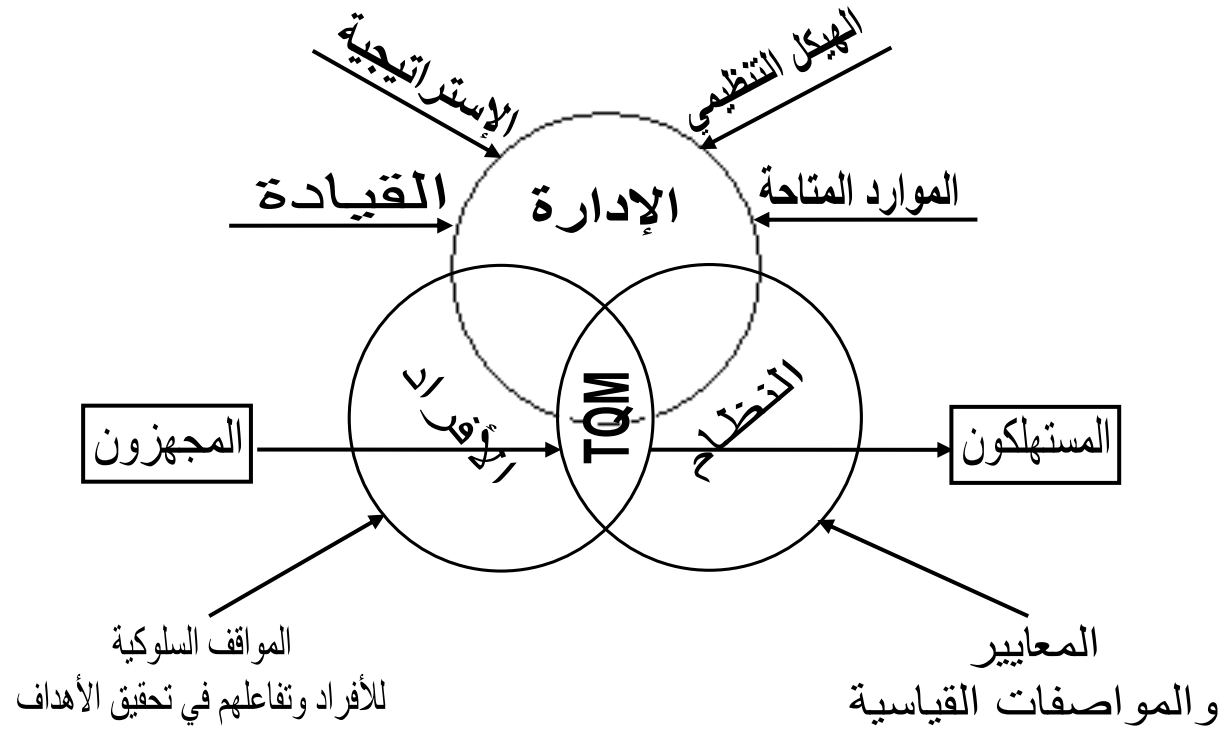 الهيكل التنظيمي
الإستراتيجية
الموارد المتاحة
الإدارة
القيادة
النظام
TQM
الأفراد
المستهلكون
المجهزون
المعايير
والمواصفات القياسية
المواقف السلوكية
للأفراد وتفاعلهم في تحقيق الأهداف